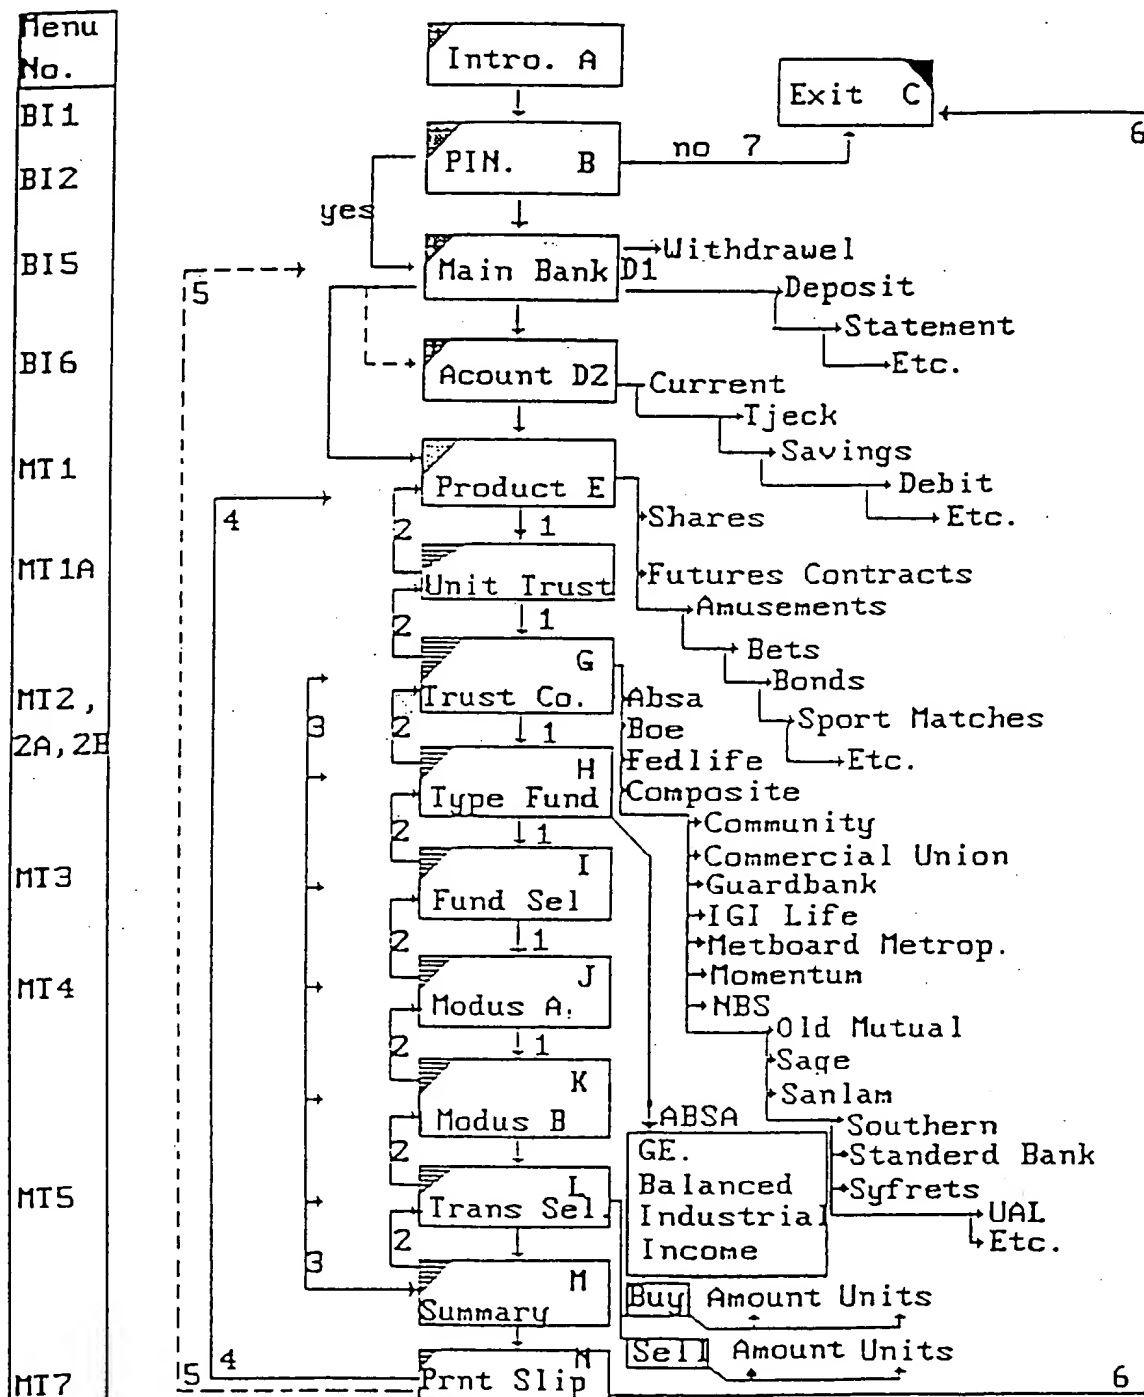 Menu
No.
BI1
BI2
BI5
BI6
MT1
MT1A
MT2,
2A,2B
MT3
MT4
MT5
MT7
Intro. A
Exit C
6
PIN. B
no 7
yes
Main Bank D1
Withdrawel
Deposit
Statement
Etc.
5
Acount D2
Current
Tjeck
Savings
Debit
Etc.
Product E
4
2
1
Shares
Futures Contracts
Amusements
Bets
Bonds
Sport Matches
Etc.
Unit Trust
2
1
G
Trust Co.
3
2
1
Absa
Boe
Fedlife
Composite
Community
Commercial Union
Guardbank
IGI Life
Metboard Metrop.
Momentum
NBS
Old Mutual
Sage
Sanlam
Southern
Standerd Bank
Syfrets
UAL
Etc.
H
Type Fund
2
1
I
Fund Sel
2
1
J
Modus A.
2
1
K
Modus B
2
ABSA
GE.
Balanced
Industrial
Income
L
Trans Sel.
2
3
M
Summary
Buy Amount Units
Sell Amount Units
N
Prnt Slip
5
4
6